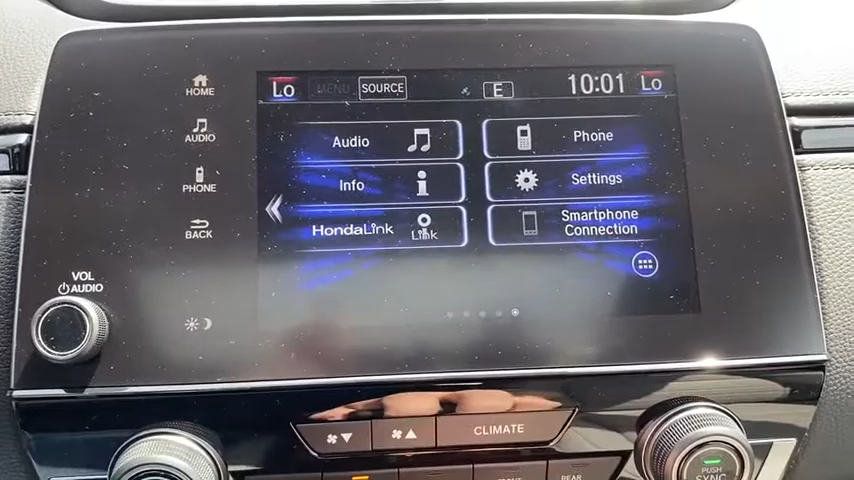 HOME
AUDIO
PHONE
BACK
VOL
AUDIO
Lo MENU SOURCE E 10:01 Lo
Audio Phone
Info Settings
HondaLink Link Smartphone
Connection
CLIMATE
REAR
PUSH
SYNC